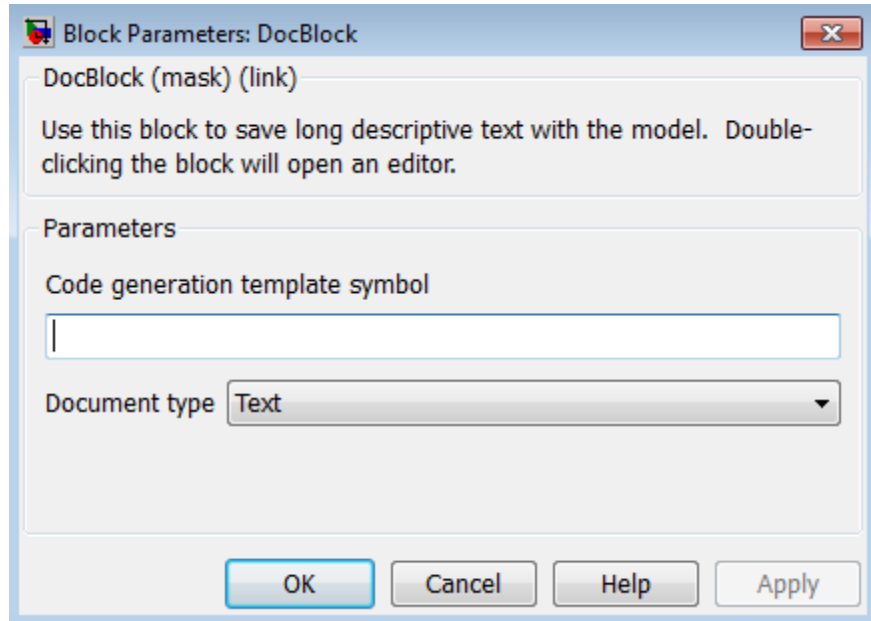 Block Parameters: DocBlock
DocBlock (mask) (link)
Use this block to save long descriptive text with the model.  Double-
clicking the block will open an editor.
Parameters
Code generation template symbol
Document type Text
OK Cancel Help Apply